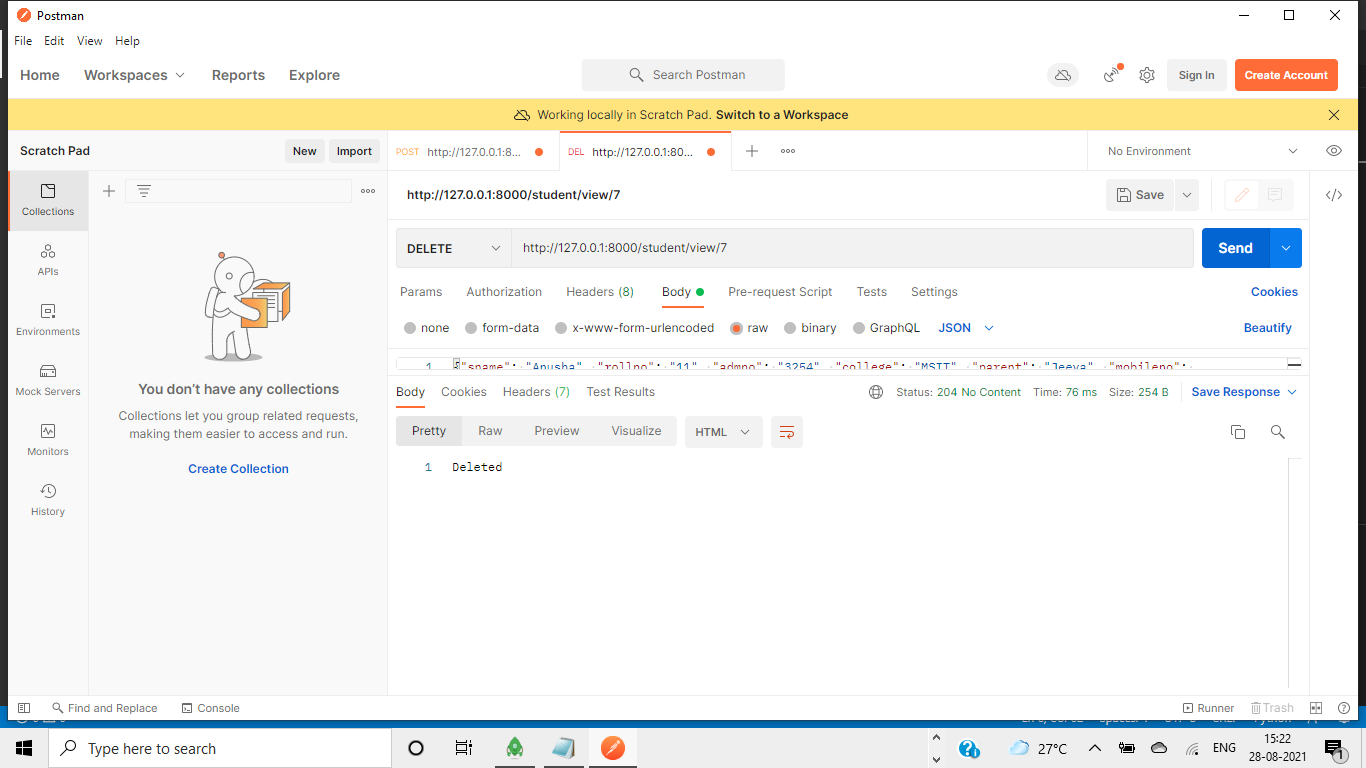 Postman
File Edit View Help
Home Workspaces Reports Explore Search Postman Sign In Create Account
Working locally in Scratch Pad. Switch to a Workspace
Scratch Pad New Import
POST http://127.0.0.1:8... DEL http://127.0.0.1:80... No Environment
Collections
http://127.0.0.1:8000/student/view/7 Save
DELETE http://127.0.0.1:8000/student/view/7 Send
APIs
Params Authorization Headers (8) Body Pre-request Script Tests Settings Cookies
Environments
none form-data x-www-form-urlencoded raw binary GraphQL JSON Beautify
1 {"sname": "Anusha" "rollno": "11" "admno": "3254" "college": "MSIT" "parent": "Jeeva" "mobileno":
Mock Servers
You don't have any collections
Collections let you group related requests,
making them easier to access and run.
Create Collection
Body Cookies Headers (7) Test Results Status: 204 No Content Time: 76 ms Size: 254 B Save Response
Pretty Raw Preview Visualize HTML
Monitors
1 Deleted
History
Find and Replace Console Runner Trash
Type here to search
27°C ENG 15:22
28-08-2021
1